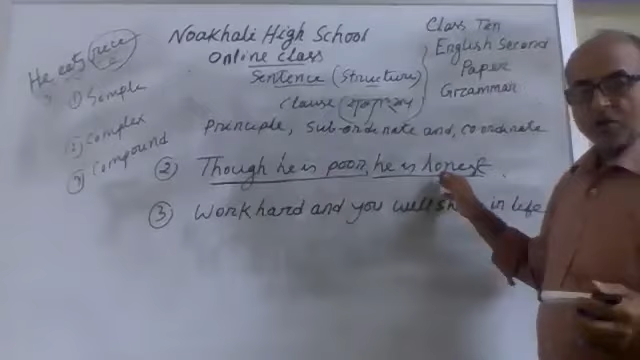 Noakhali High School
Online class
Sentence (Structure)
Clause
Principle, Sub-ordinate and, co-ordinate
Class Ten
English Second
Paper
Grammar
He eats rice
① Simple
② Complex
③ Compound
② Though he is poor, he is honest.
③ Work hard and you will in life